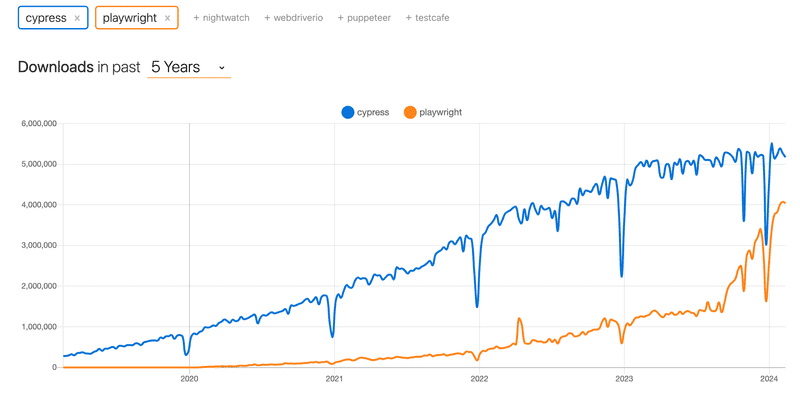 cypress × playwright × + nightwatch + webdriverio + puppeteer + testcafe
Downloads in past 5 Years
cypress playwright
6,000,000
5,000,000
4,000,000
3,000,000
2,000,000
1,000,000
0
2020 2021 2022 2023 2024